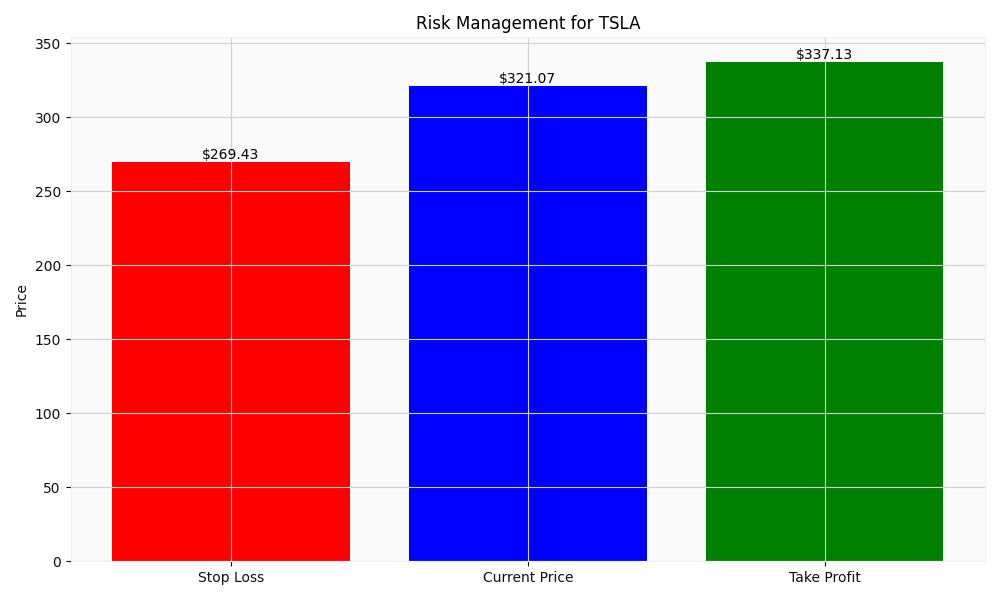 Risk Management for TSLA
350
300
250
200
150
100
50
0
Price
$269.43
$321.07
$337.13
Stop Loss
Current Price
Take Profit